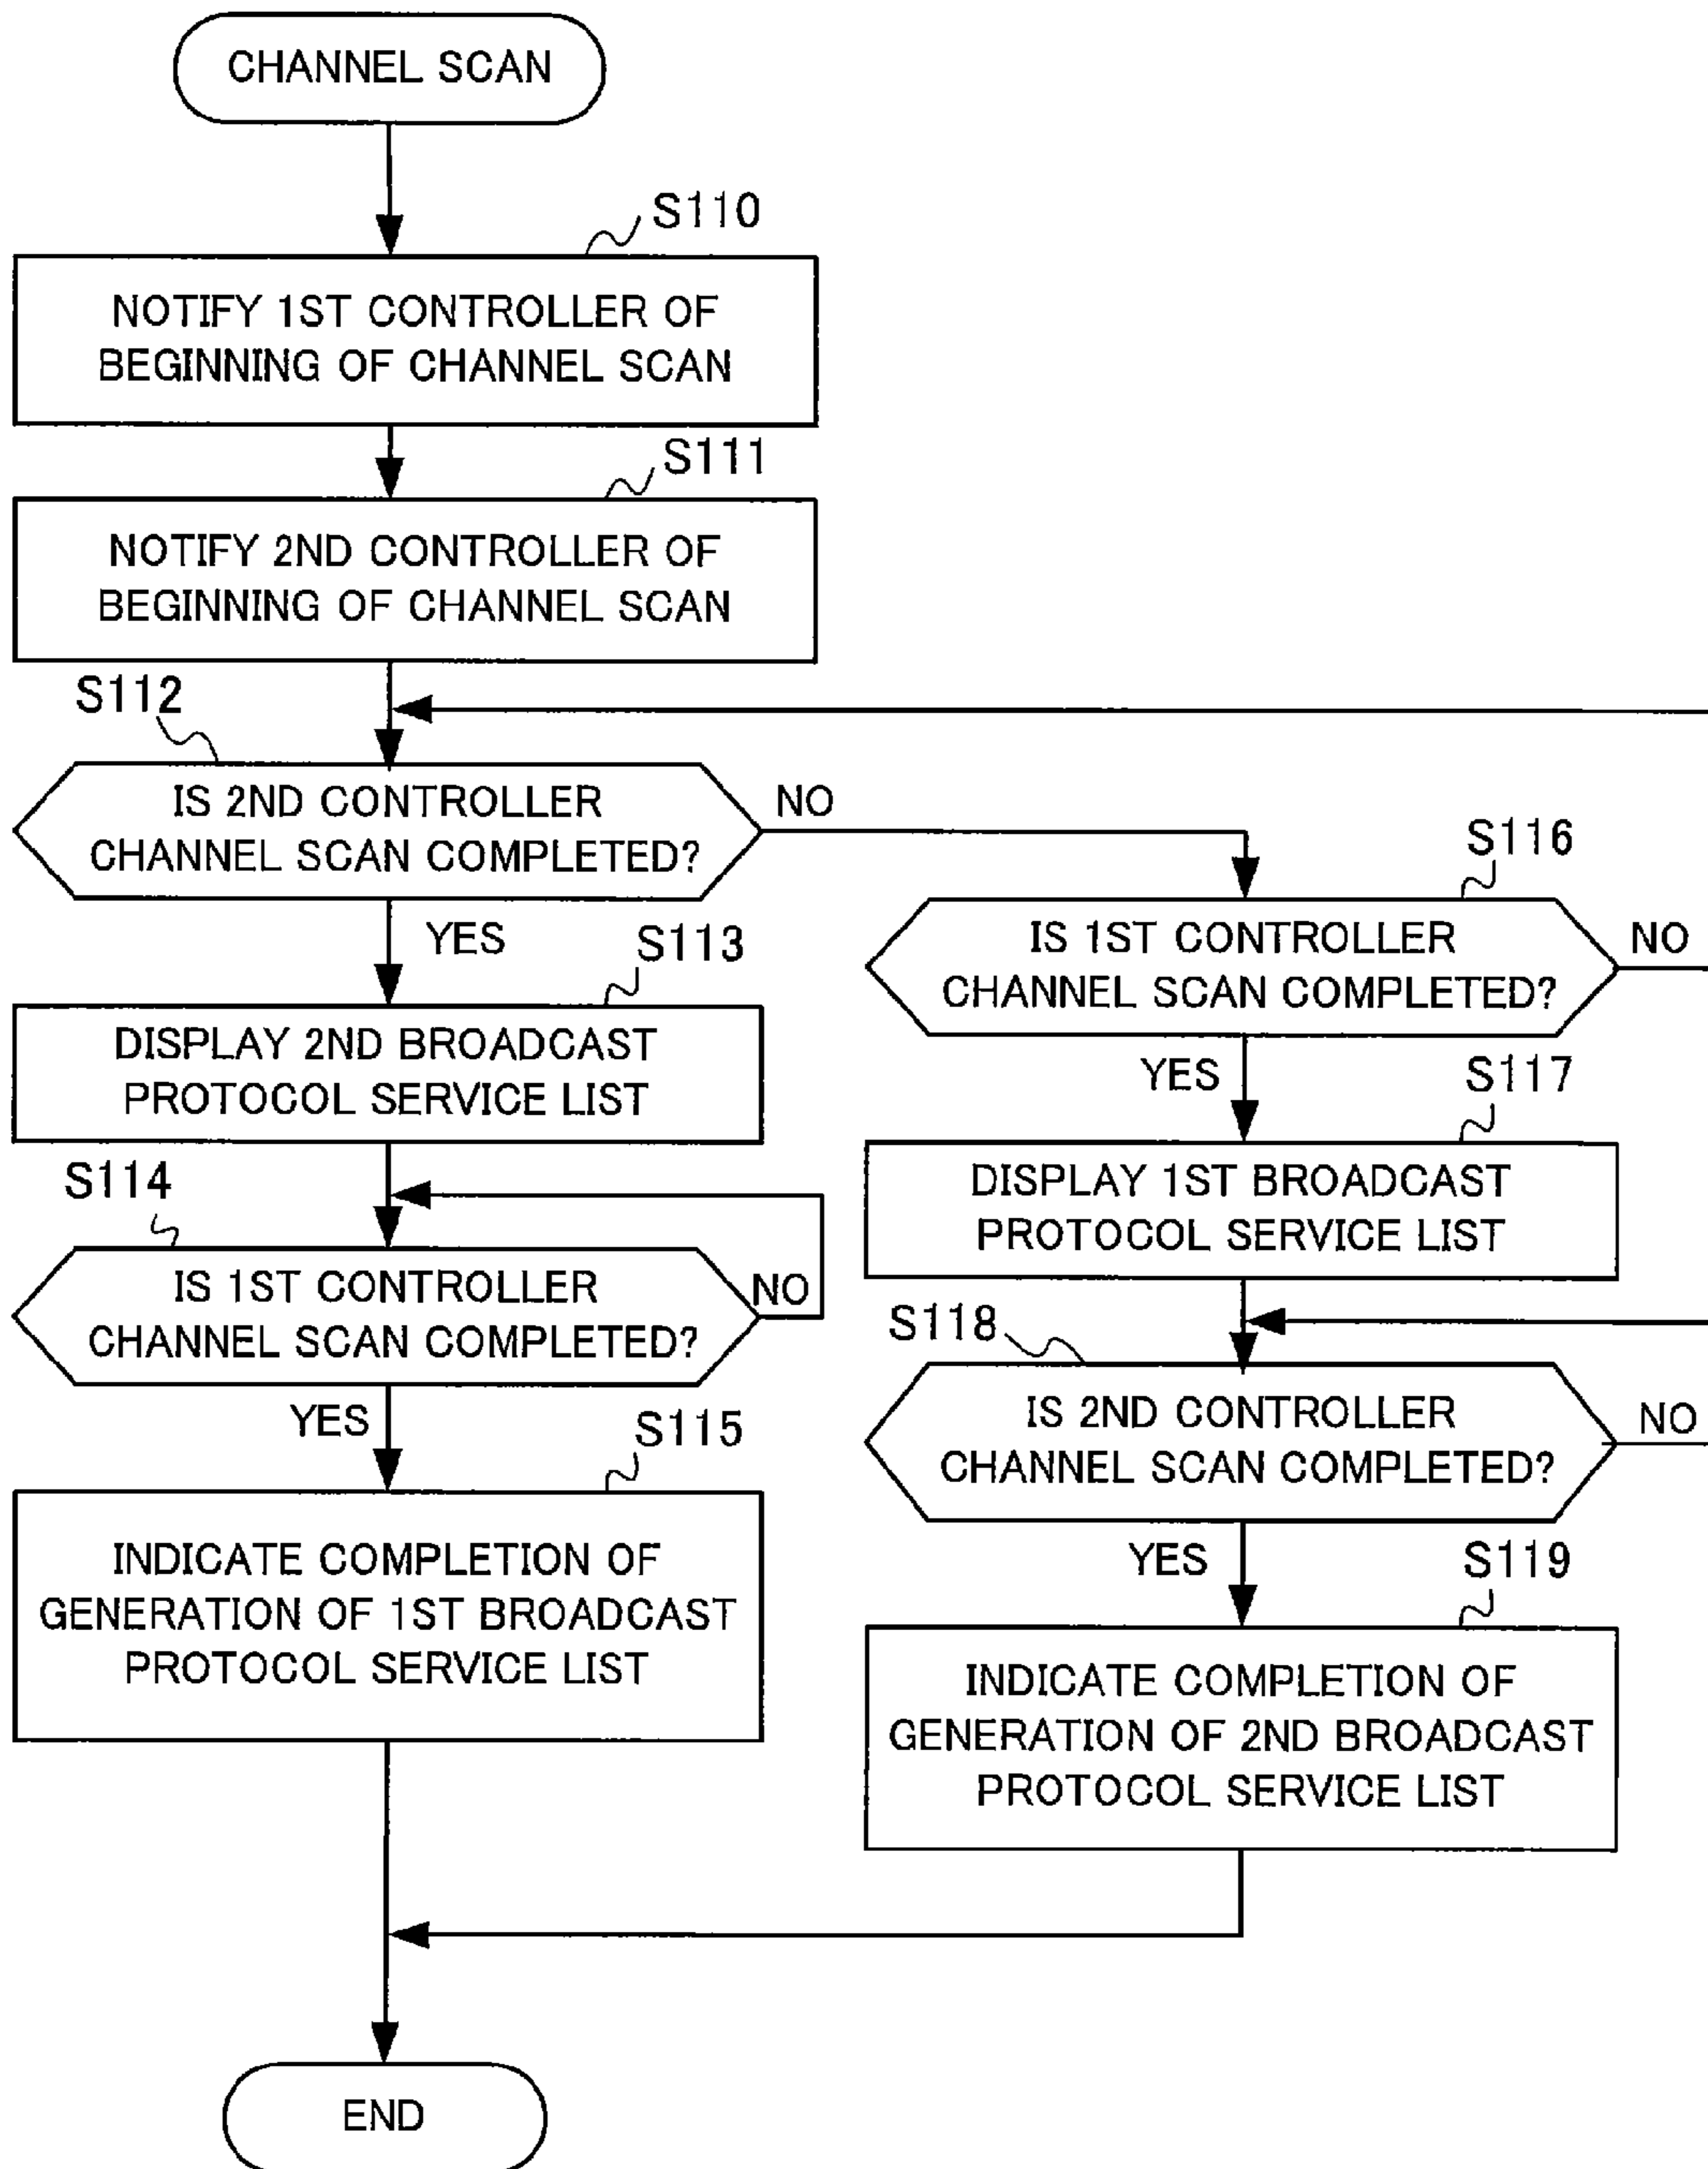 CHANNEL SCAN
S110
NOTIFY 1ST CONTROLLER OF
BEGINNING OF CHANNEL SCAN
S111
NOTIFY 2ND CONTROLLER OF
BEGINNING OF CHANNEL SCAN
S112
IS 2ND CONTROLLER
CHANNEL SCAN COMPLETED?
NO
YES
S113
DISPLAY 2ND BROADCAST
PROTOCOL SERVICE LIST
S114
IS 1ST CONTROLLER
CHANNEL SCAN COMPLETED?
NO
YES
S115
INDICATE COMPLETION OF
GENERATION OF 1ST BROADCAST
PROTOCOL SERVICE LIST
S116
IS 1ST CONTROLLER
CHANNEL SCAN COMPLETED?
NO
YES
S117
DISPLAY 1ST BROADCAST
PROTOCOL SERVICE LIST
S118
IS 2ND CONTROLLER
CHANNEL SCAN COMPLETED?
NO
YES
S119
INDICATE COMPLETION OF
GENERATION OF 2ND BROADCAST
PROTOCOL SERVICE LIST
END